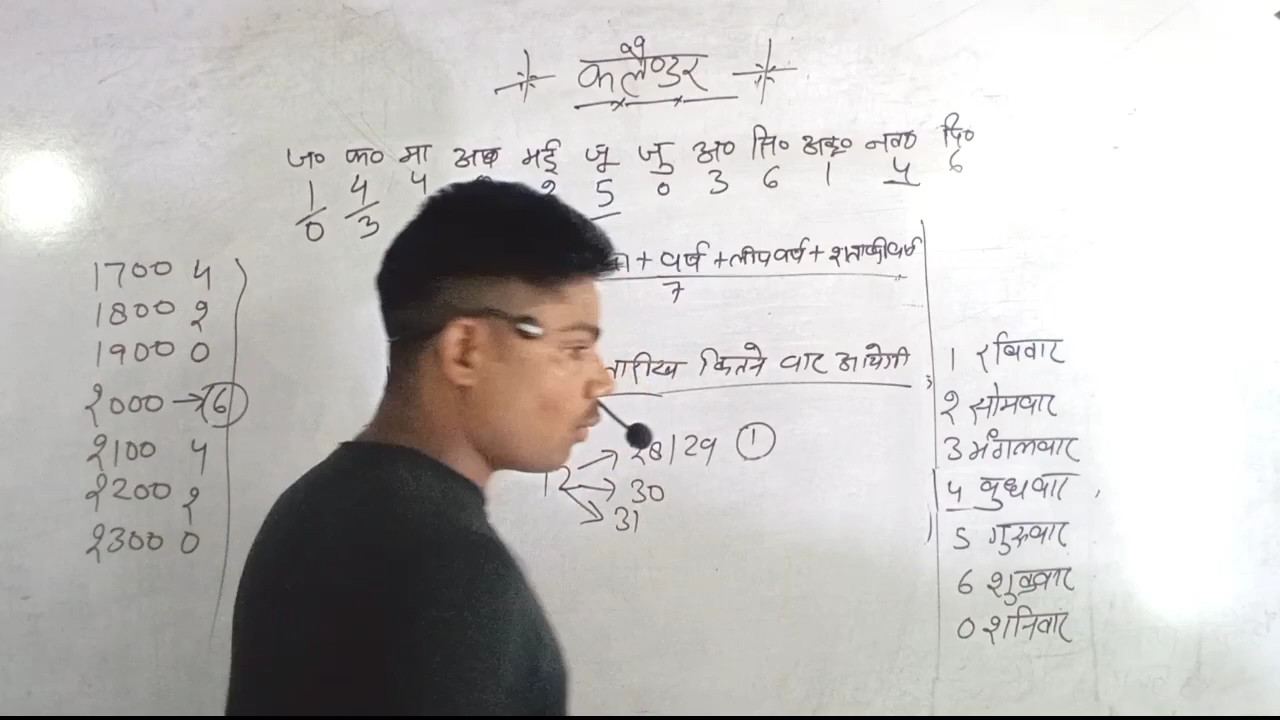 कलैण्डर
ज० फ० मा मई जू जु अ० सि० अक्टू० नव० दि०
1 4 4 2 5 0 3 6 1 4 6
0 3
+ वर्ष + लीपवर्ष + शताब्दीवर्ष
7
1700 4
1800 2
1900 0
2000 → 6
2100 4
2200 2
2300 0
तारीख कितने वार आयेगी
12 → 28/29 1
→ 30
→ 31
1 रविवार
2 सोमवार
3 मंगलवार
4 बुधवार
5 गुरुवार
6 शुक्रवार
0 शनिवार